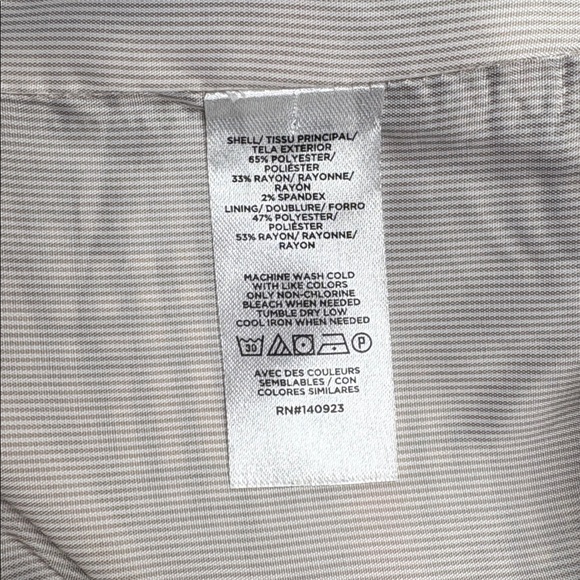 SHELL/ TISSU PRINCIPAL/
TELA EXTERIOR
65% POLYESTER/
POLIÉSTER
33% RAYON/ RAYONNE/
RAYÓN
2% SPANDEX
LINING/ DOUBLURE/ FORRO
47% POLYESTER/
POLIÉSTER
53% RAYON/ RAYONNE/
RAYON
MACHINE WASH COLD
WITH LIKE COLORS
ONLY NON-CHLORINE
BLEACH WHEN NEEDED
TUMBLE DRY LOW
COOL IRON WHEN NEEDED
30 P
AVEC DES COULEURS
SEMBLABLES / CON
COLORES SIMILARES
RN#140923